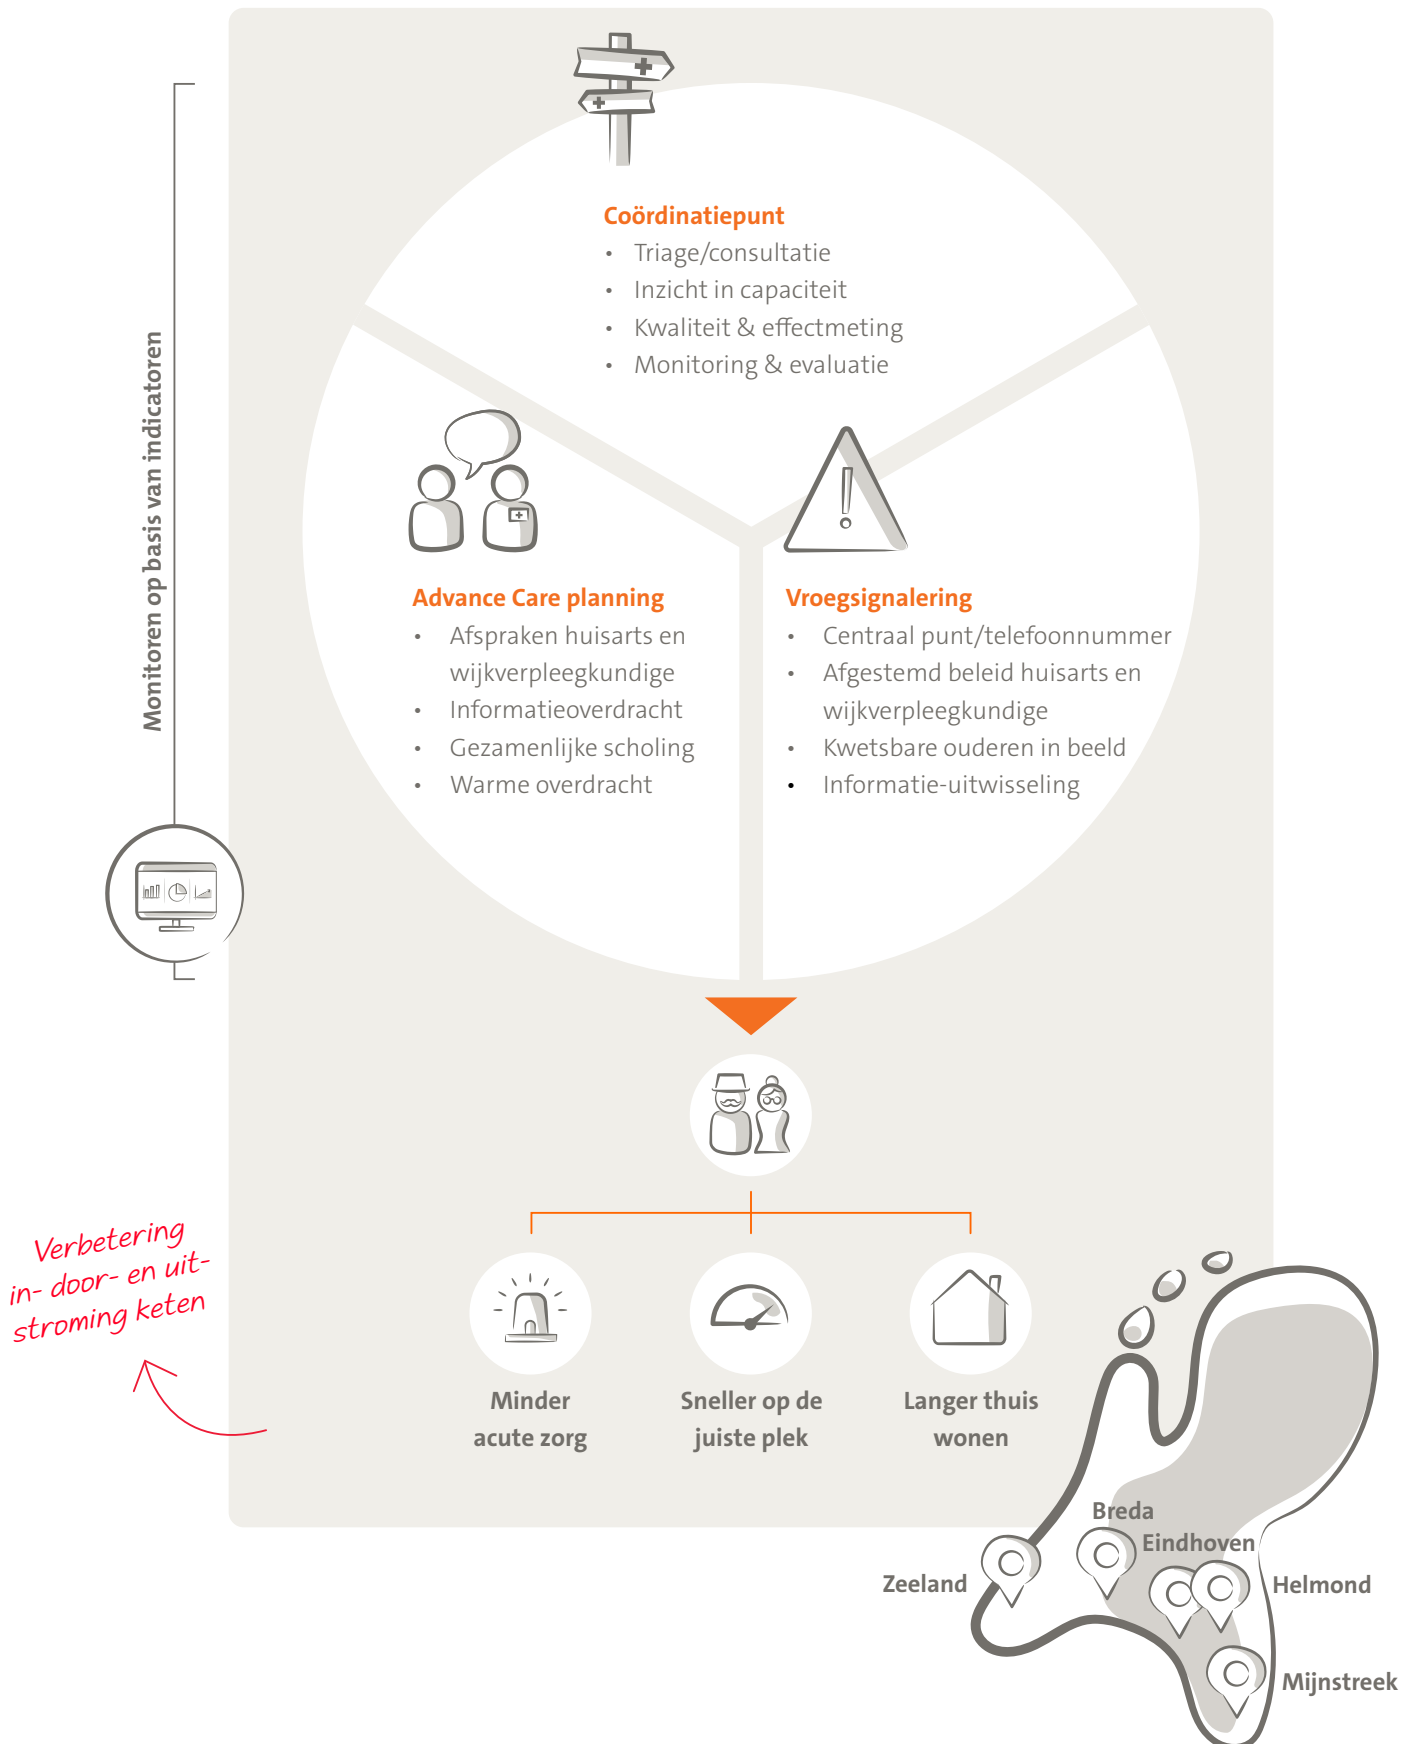 Coördinatiepunt
• Triage/consultatie
• Inzicht in capaciteit
• Kwaliteit & effectmeting
• Monitoring & evaluatie
Monitoren op basis van indicatoren
Advance Care planning
• Afspraken huisarts en
wijkverpleegkundige
• Informatieoverdracht
• Gezamenlijke scholing
• Warme overdracht
Vroegsignalering
• Centraal punt/telefoonnummer
• Afgestemd beleid huisarts en
wijkverpleegkundige
• Kwetsbare ouderen in beeld
• Informatie-uitwisseling
Verbetering
in- door- en uit-
stroming keten
Minder
acute zorg
Sneller op de
juiste plek
Langer thuis
wonen
Breda
Eindhoven
Zeeland
Helmond
Mijnstreek